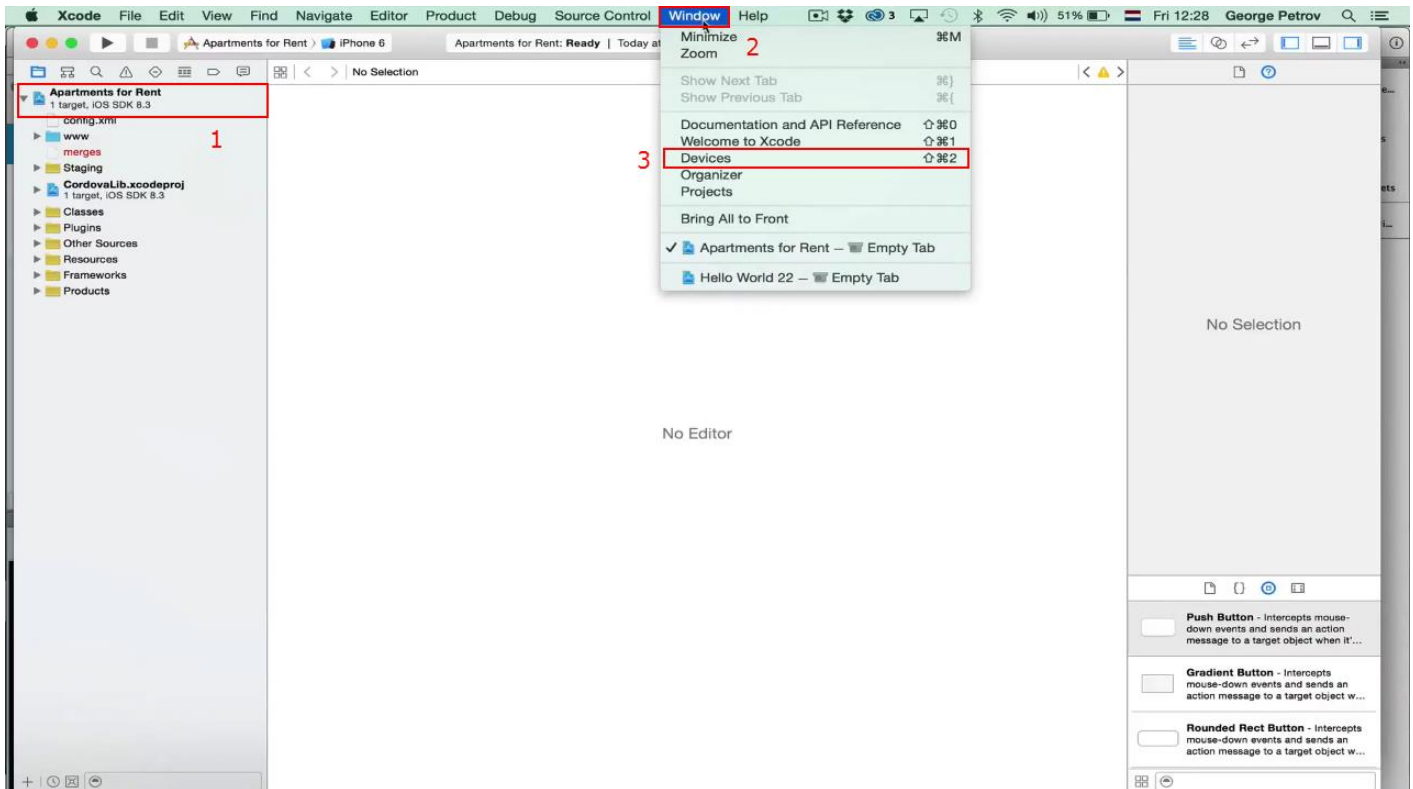 Xcode File Edit View Find Navigate Editor Product Debug Source Control Window Help 3 51% Fri 12:28 George Petrov
Apartments for Rent iPhone 6 Apartments for Rent: Ready | Today at
No Selection
Apartments for Rent
1 target, iOS SDK 8.3
config.xml
www
merges
Staging
CordovaLib.xcodeproj
1 target, iOS SDK 8.3
Classes
Plugins
Other Sources
Resources
Frameworks
Products
1
2
3
Minimize ⌘M
Zoom
Show Next Tab ⌘}
Show Previous Tab ⌘{
Documentation and API Reference ⇧⌘0
Welcome to Xcode ⇧⌘1
Devices ⇧⌘2
Organizer
Projects
Bring All to Front
✓ Apartments for Rent — Empty Tab
Hello World 22 — Empty Tab
No Editor
No Selection
Push Button - Intercepts mouse-
down events and sends an action
message to a target object when it'...
Gradient Button - Intercepts
mouse-down events and sends an
action message to a target object w...
Rounded Rect Button - Intercepts
mouse-down events and sends an
action message to a target object w...
e...
s
ets
i...